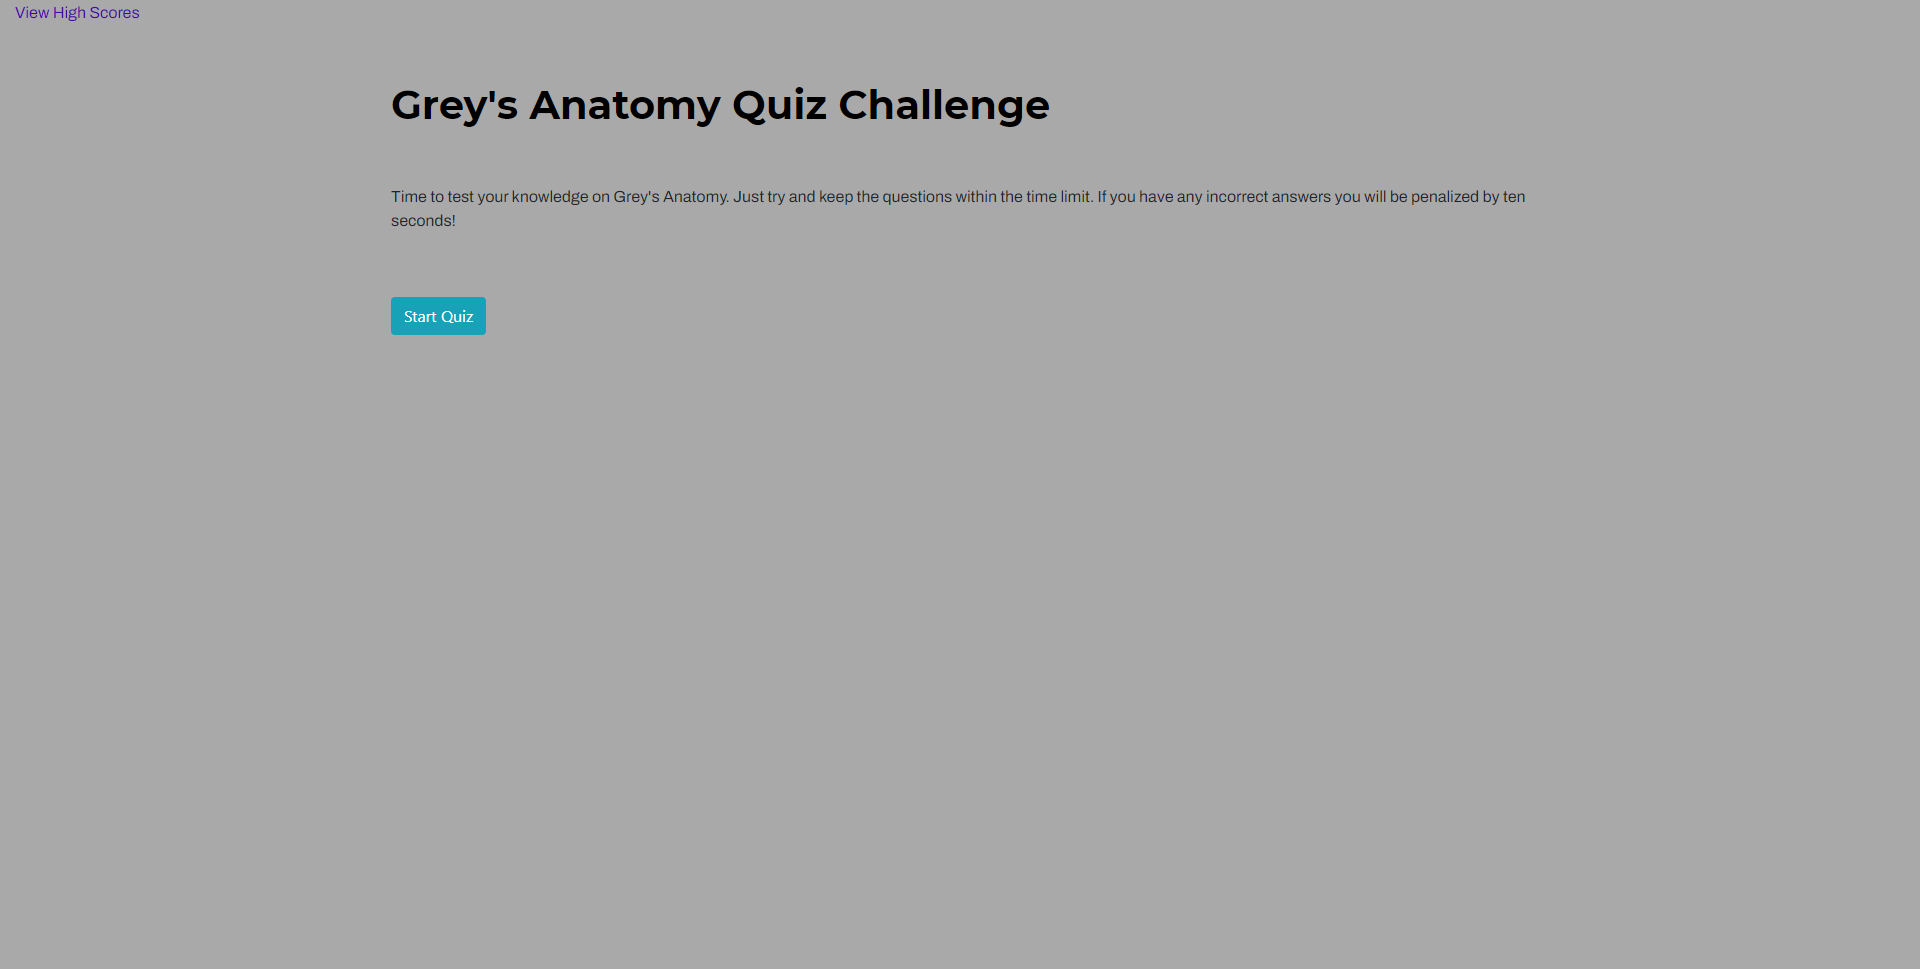 View High Scores
Grey's Anatomy Quiz Challenge
Time to test your knowledge on Grey's Anatomy. Just try and keep the questions within the time limit. If you have any incorrect answers you will be penalized by ten
seconds!
Start Quiz